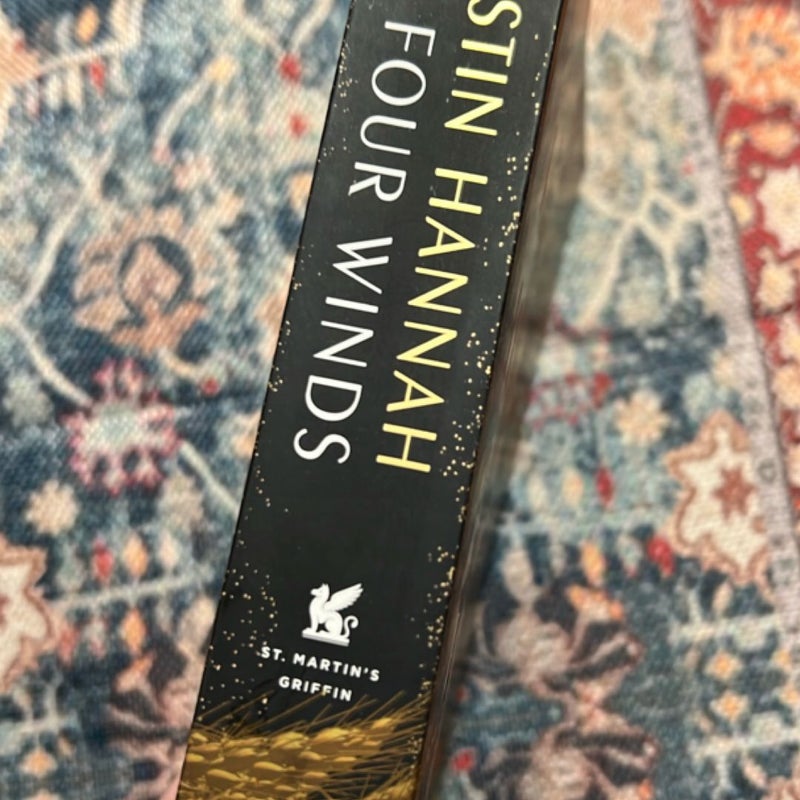 STIN HANNAH
FOUR WINDS
ST. MARTIN'S
GRIFFIN